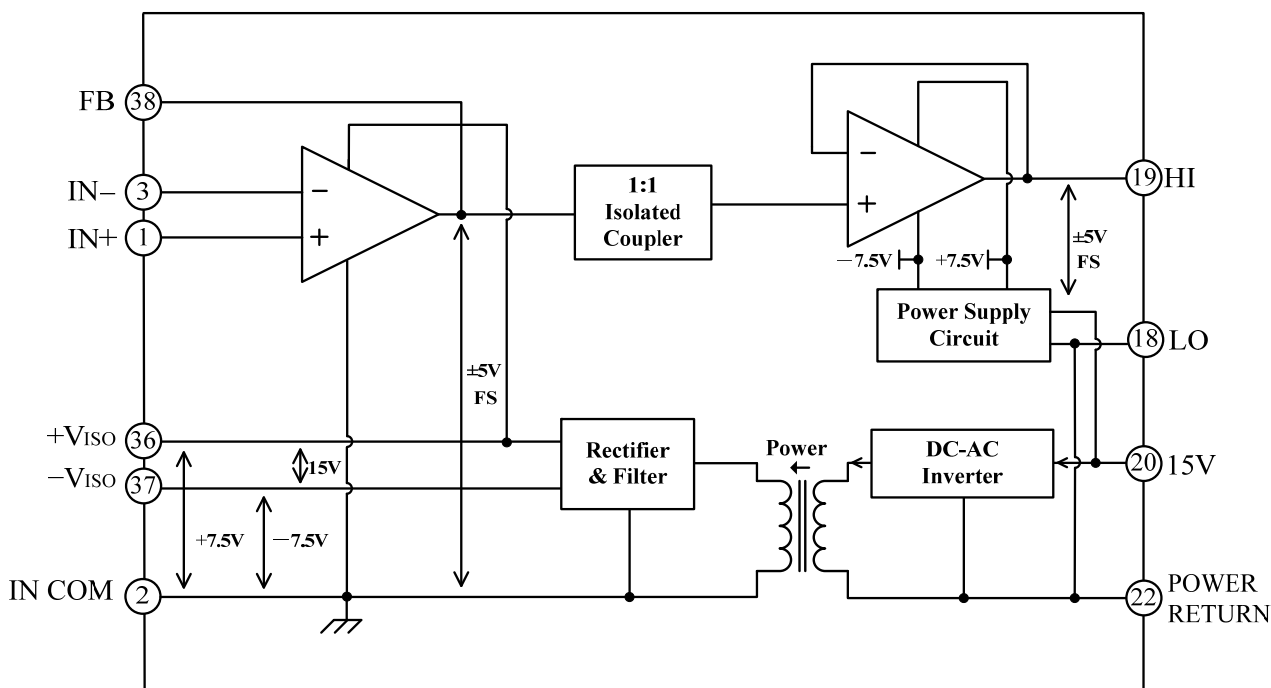 FB
38
IN−
3
IN+
1
−
+
1:1
Isolated
Coupler
−
+
19
HI
−7.5V
+7.5V
±5V
FS
Power Supply
Circuit
18
LO
±5V
FS
+VISO
36
−VISO
37
15V
Rectifier
& Filter
Power
DC-AC
Inverter
20
15V
+7.5V
−7.5V
IN COM
2
22
POWER
RETURN